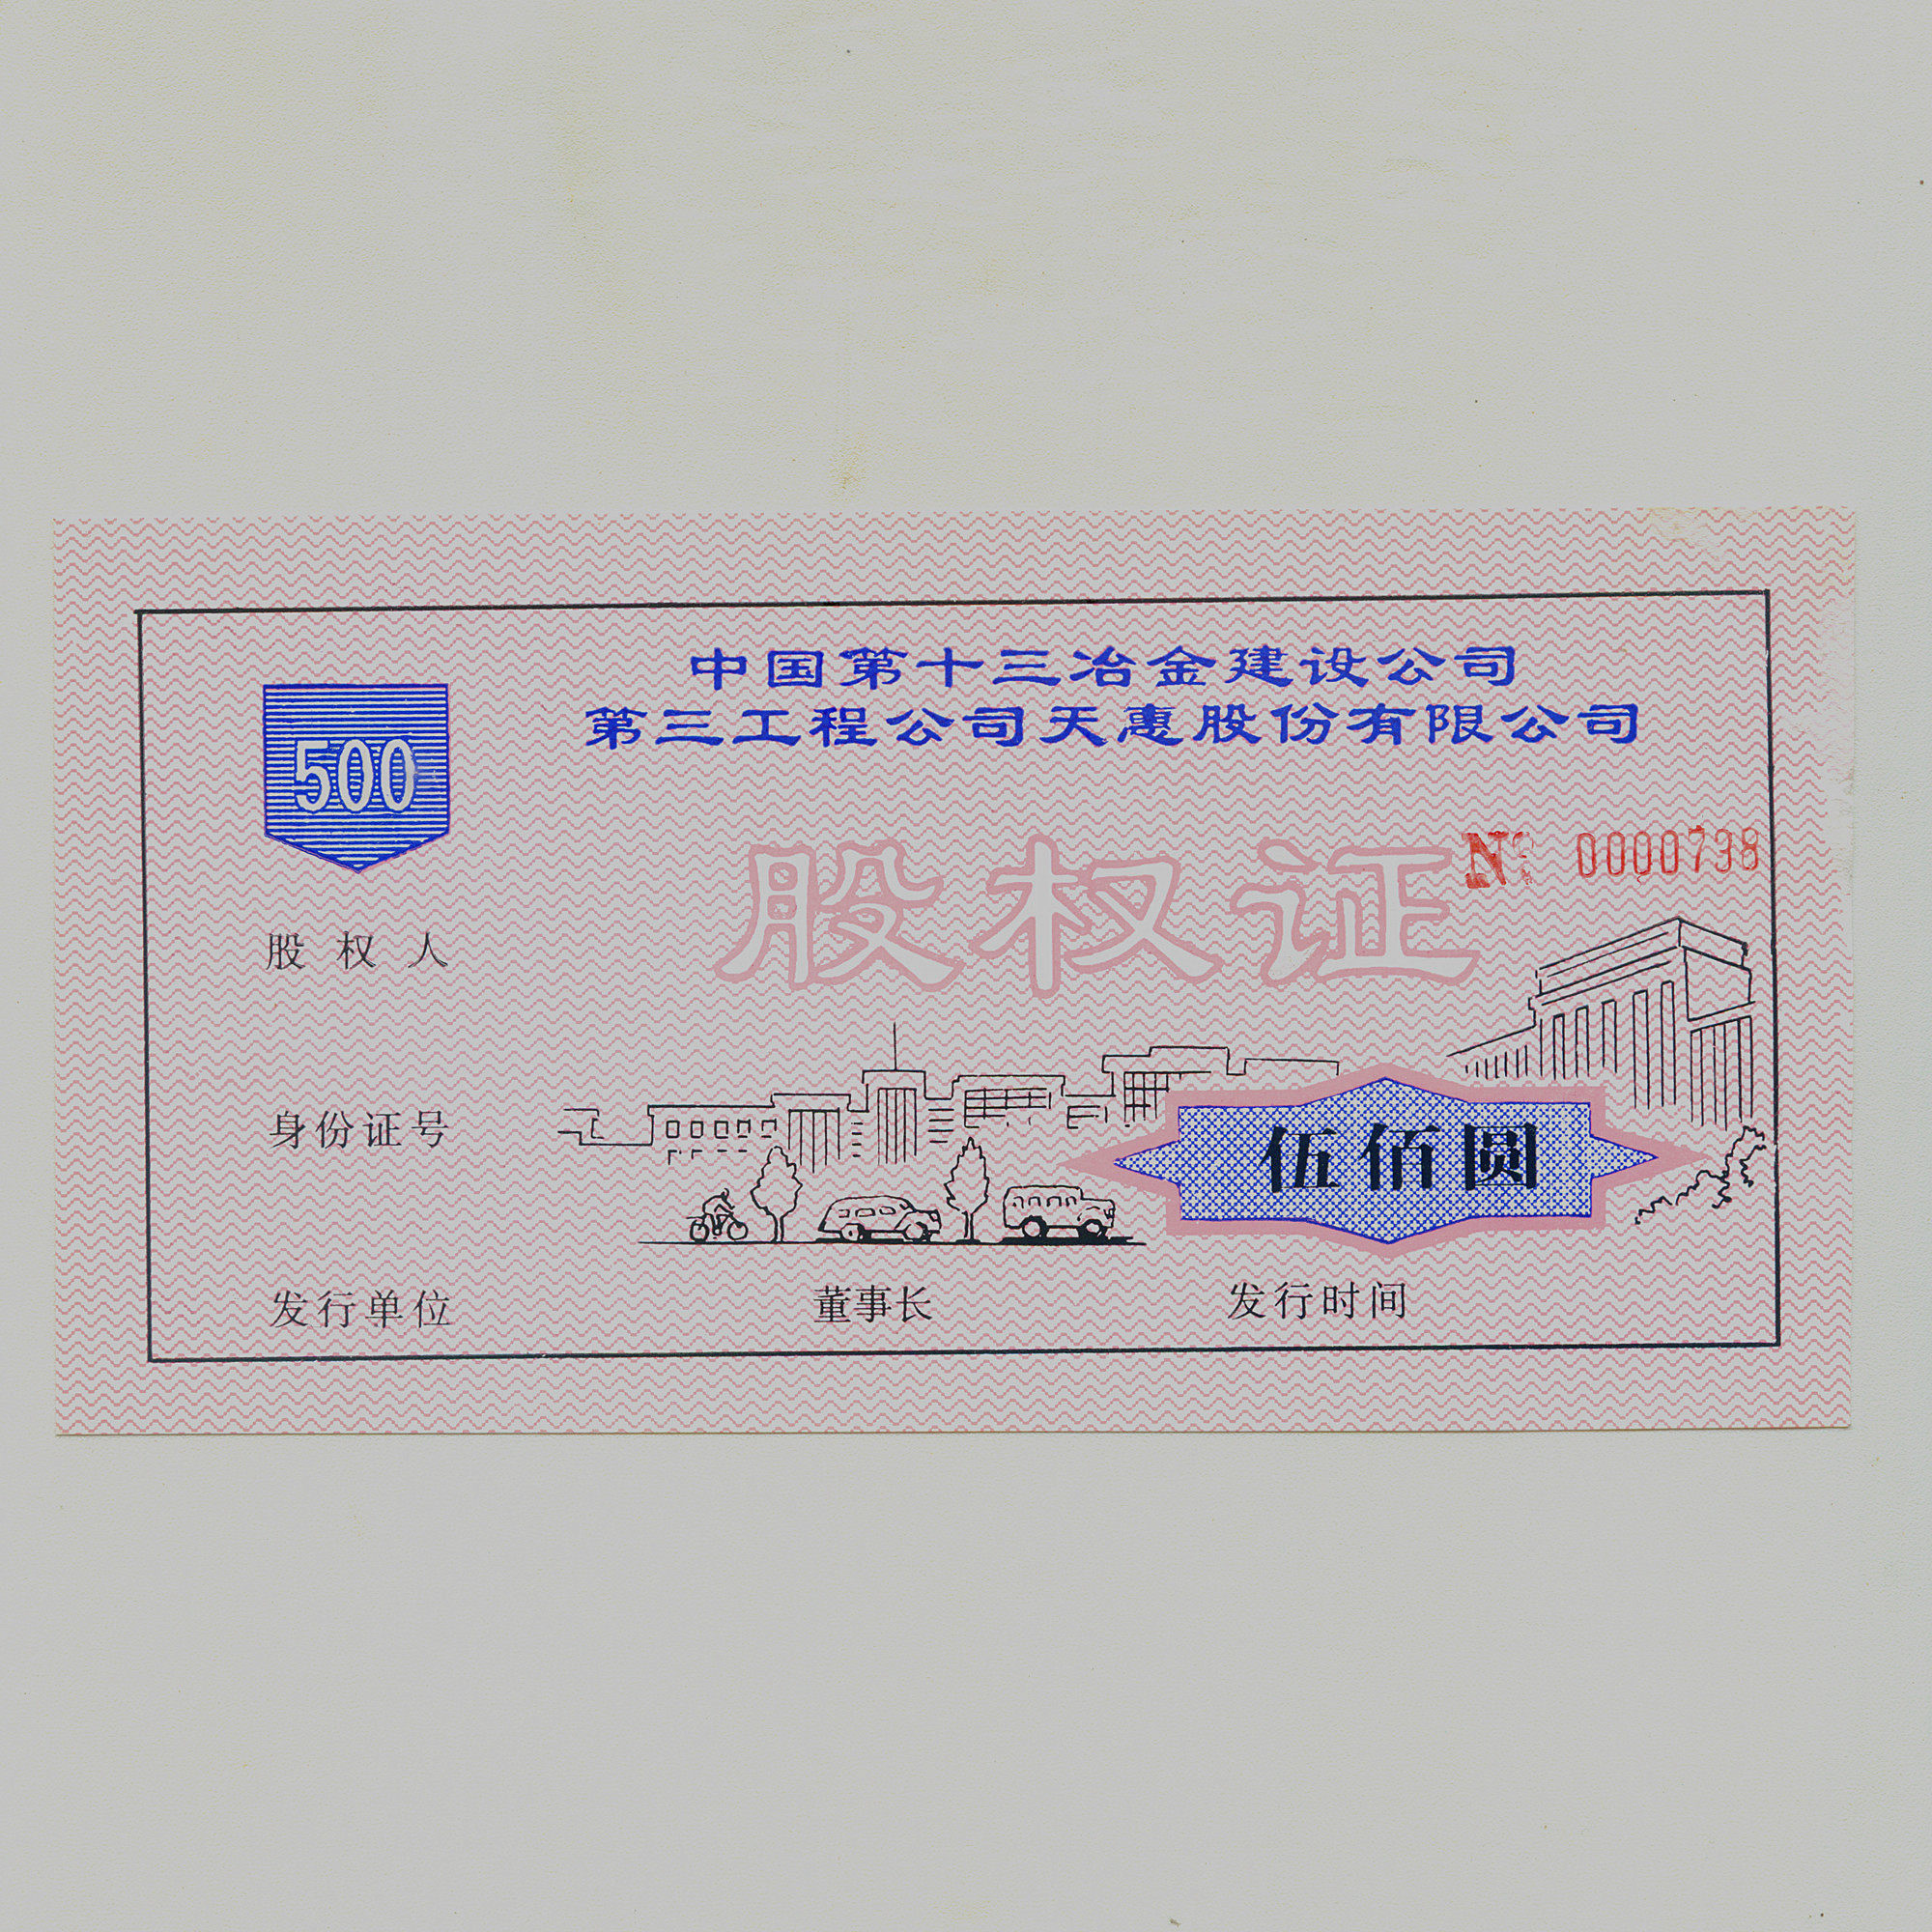 中国第十三冶金建设公司
第三工程公司天惠股份有限公司
500
股权证
№ 0000738
股权人
身份证号
伍佰圆
发行单位 董事长 发行时间